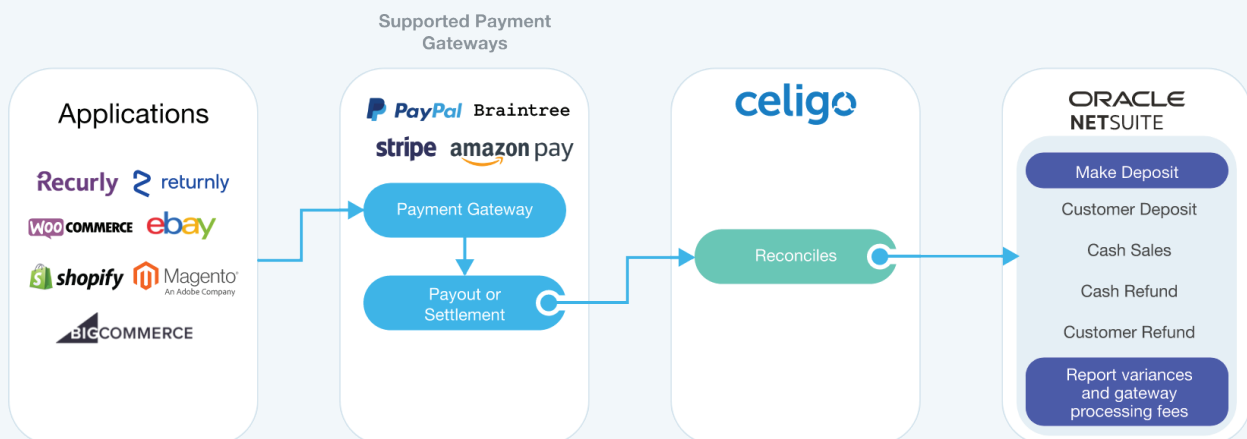 Supported Payment
Gateways
Applications
Recurly
returnly
WOO COMMERCE
ebay
shopify
Magento
An Adobe Company
BIGCOMMERCE
PayPal
Braintree
stripe
amazon pay
Payment Gateway
Payout or
Settlement
celigo
Reconciles
ORACLE
NETSUITE
Make Deposit
Customer Deposit
Cash Sales
Cash Refund
Customer Refund
Report variances
and gateway
processing fees